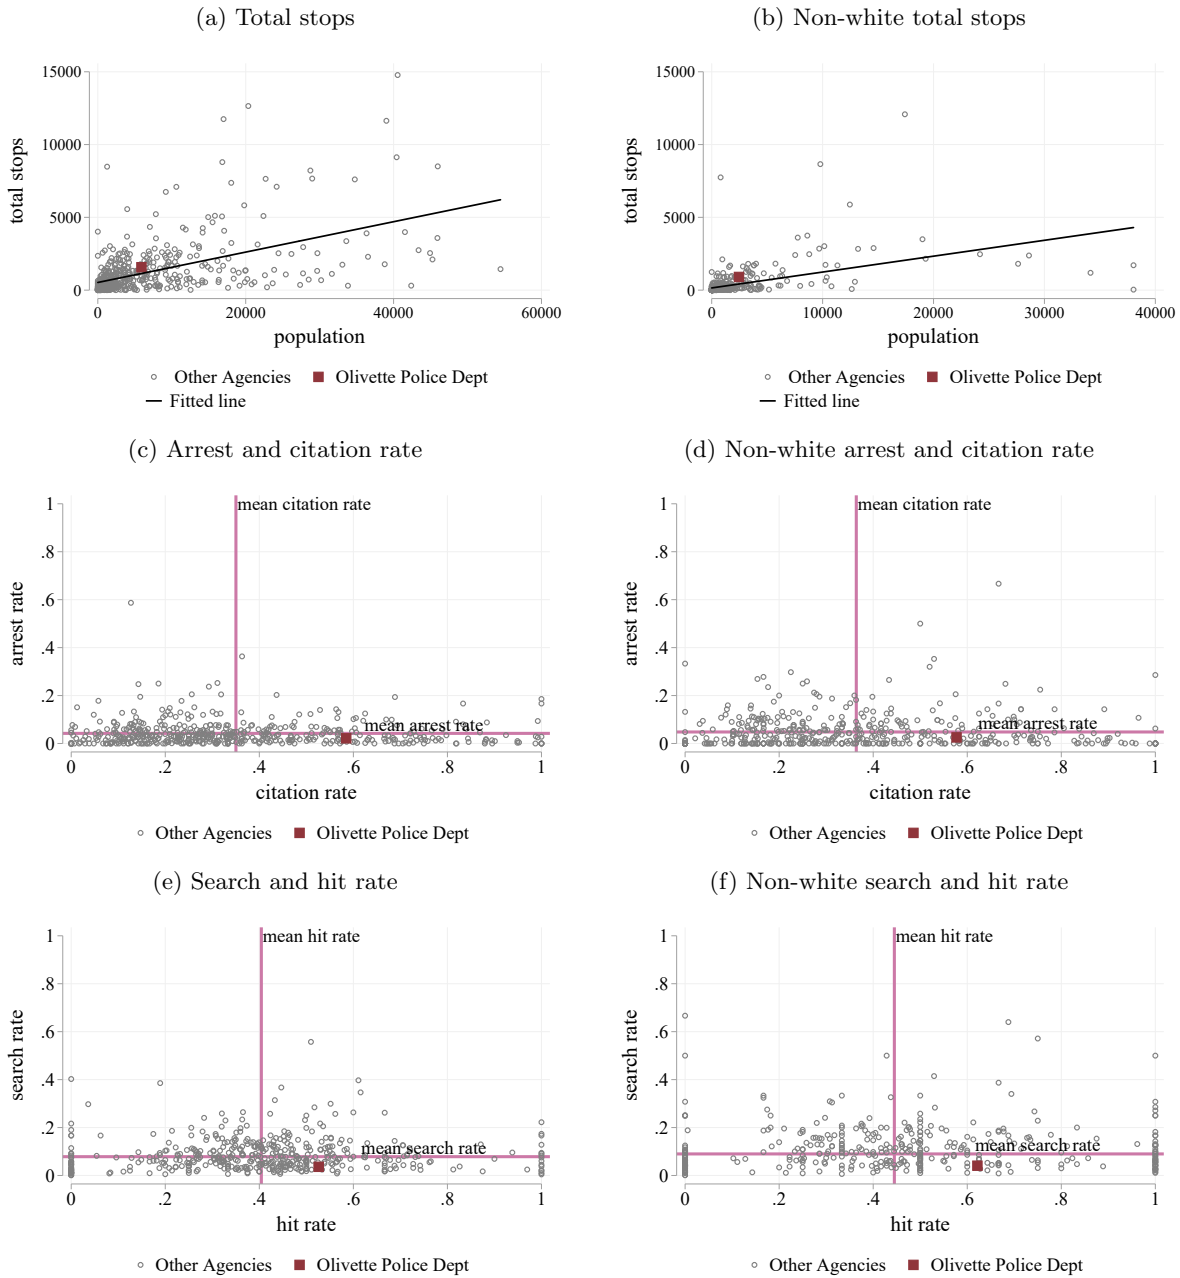 (a) Total stops
15000
10000
5000
0
total stops
0 20000 40000 60000
population
Other Agencies Olivette Police Dept
Fitted line
(b) Non-white total stops
15000
10000
5000
0
total stops
0 10000 20000 30000 40000
population
Other Agencies Olivette Police Dept
Fitted line
(c) Arrest and citation rate
1
.8
.6
.4
.2
0
arrest rate
mean citation rate
mean arrest rate
0 .2 .4 .6 .8 1
citation rate
Other Agencies Olivette Police Dept
(d) Non-white arrest and citation rate
1
.8
.6
.4
.2
0
arrest rate
mean citation rate
mean arrest rate
0 .2 .4 .6 .8 1
citation rate
Other Agencies Olivette Police Dept
(e) Search and hit rate
1
.8
.6
.4
.2
0
search rate
mean hit rate
mean search rate
0 .2 .4 .6 .8 1
hit rate
Other Agencies Olivette Police Dept
(f) Non-white search and hit rate
1
.8
.6
.4
.2
0
search rate
mean hit rate
mean search rate
0 .2 .4 .6 .8 1
hit rate
Other Agencies Olivette Police Dept